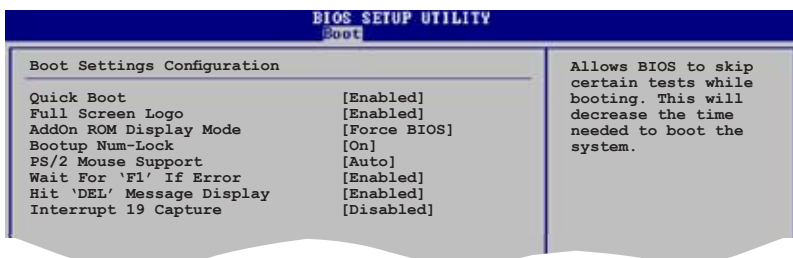 BIOS SETUP UTILITY
Boot
Boot Settings Configuration
Quick Boot [Enabled]
Full Screen Logo [Enabled]
AddOn ROM Display Mode [Force BIOS]
Bootup Num-Lock [On]
PS/2 Mouse Support [Auto]
Wait For ‘F1’ If Error [Enabled]
Hit ‘DEL’ Message Display [Enabled]
Interrupt 19 Capture [Disabled]
Allows BIOS to skip
certain tests while
booting. This will
decrease the time
needed to boot the
system.